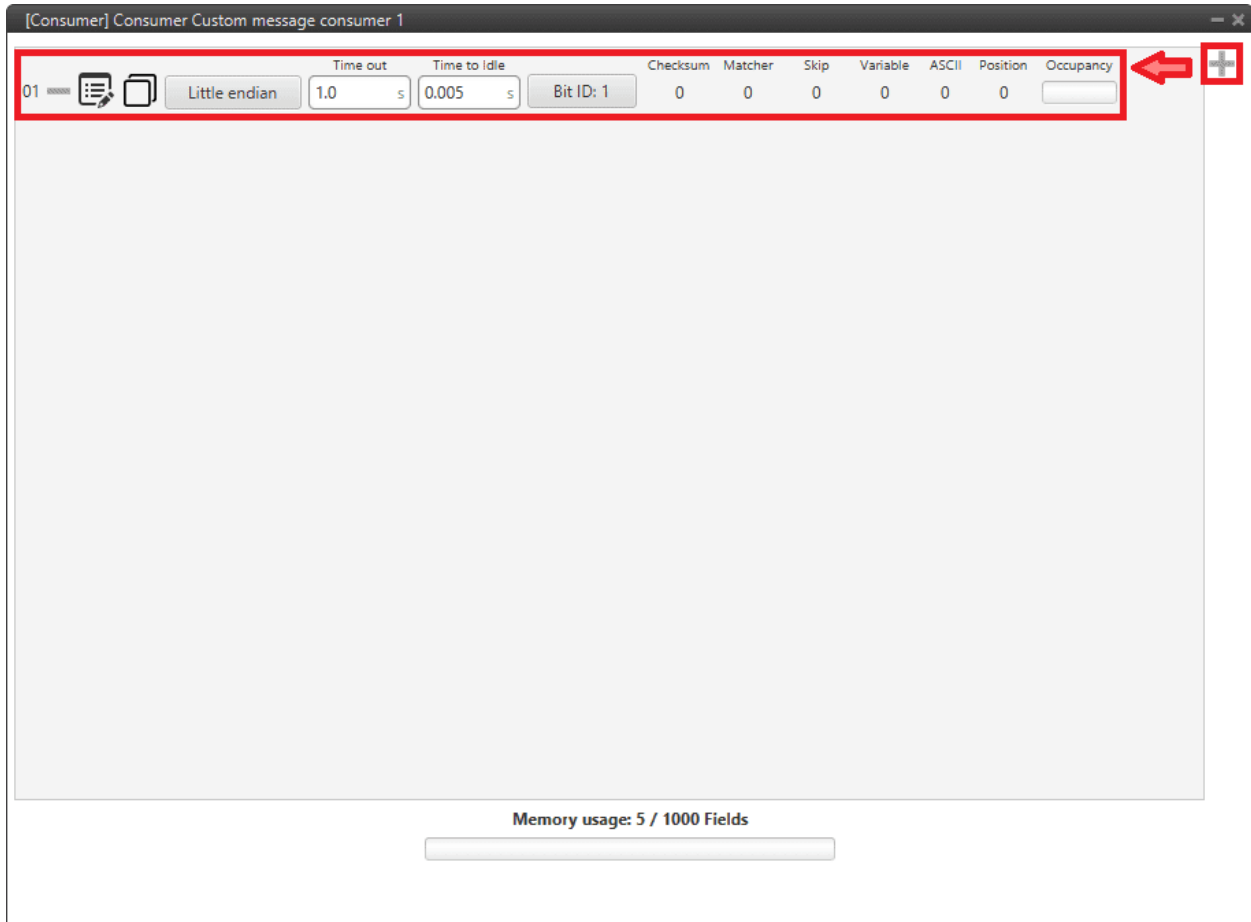 [Consumer] Consumer Custom message consumer 1
Time out Time to Idle Checksum Matcher Skip Variable ASCII Position Occupancy
01 Little endian 1.0 s 0.005 s Bit ID: 1 0 0 0 0 0 0
Memory usage: 5 / 1000 Fields